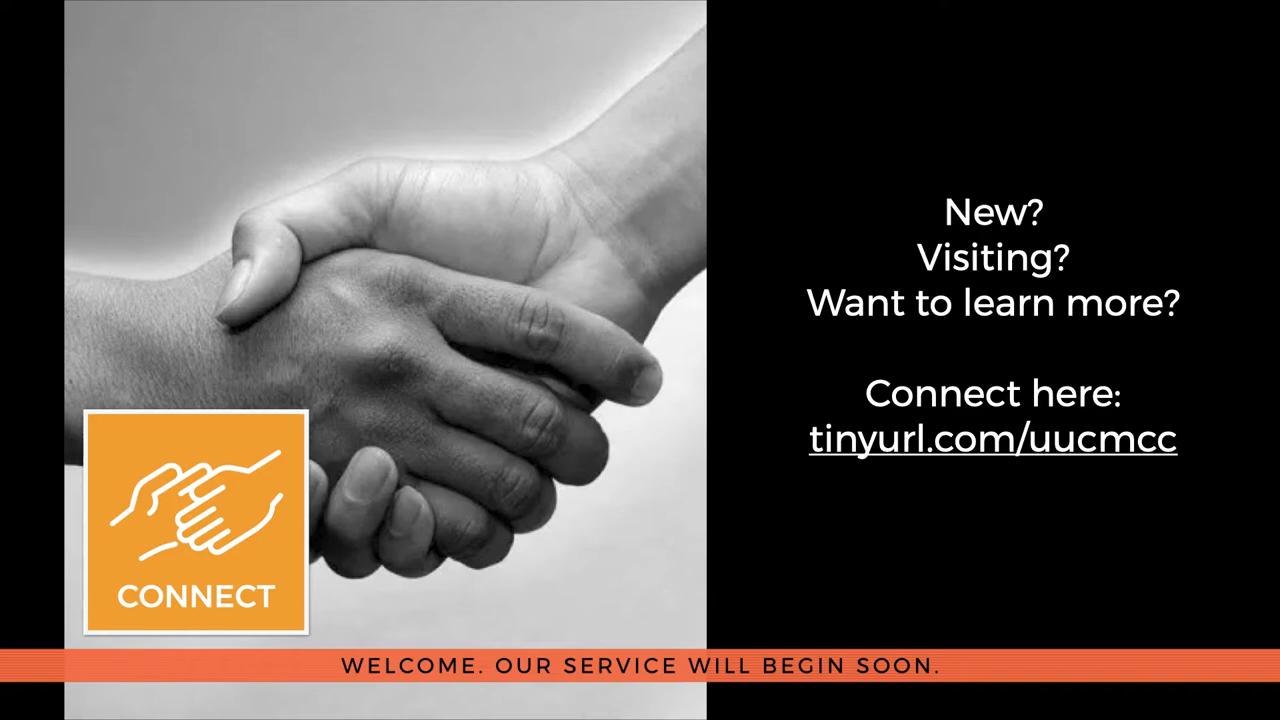 New?
Visiting?
Want to learn more?
Connect here:
tinyurl.com/uucmcc
CONNECT
WELCOME. OUR SERVICE WILL BEGIN SOON.